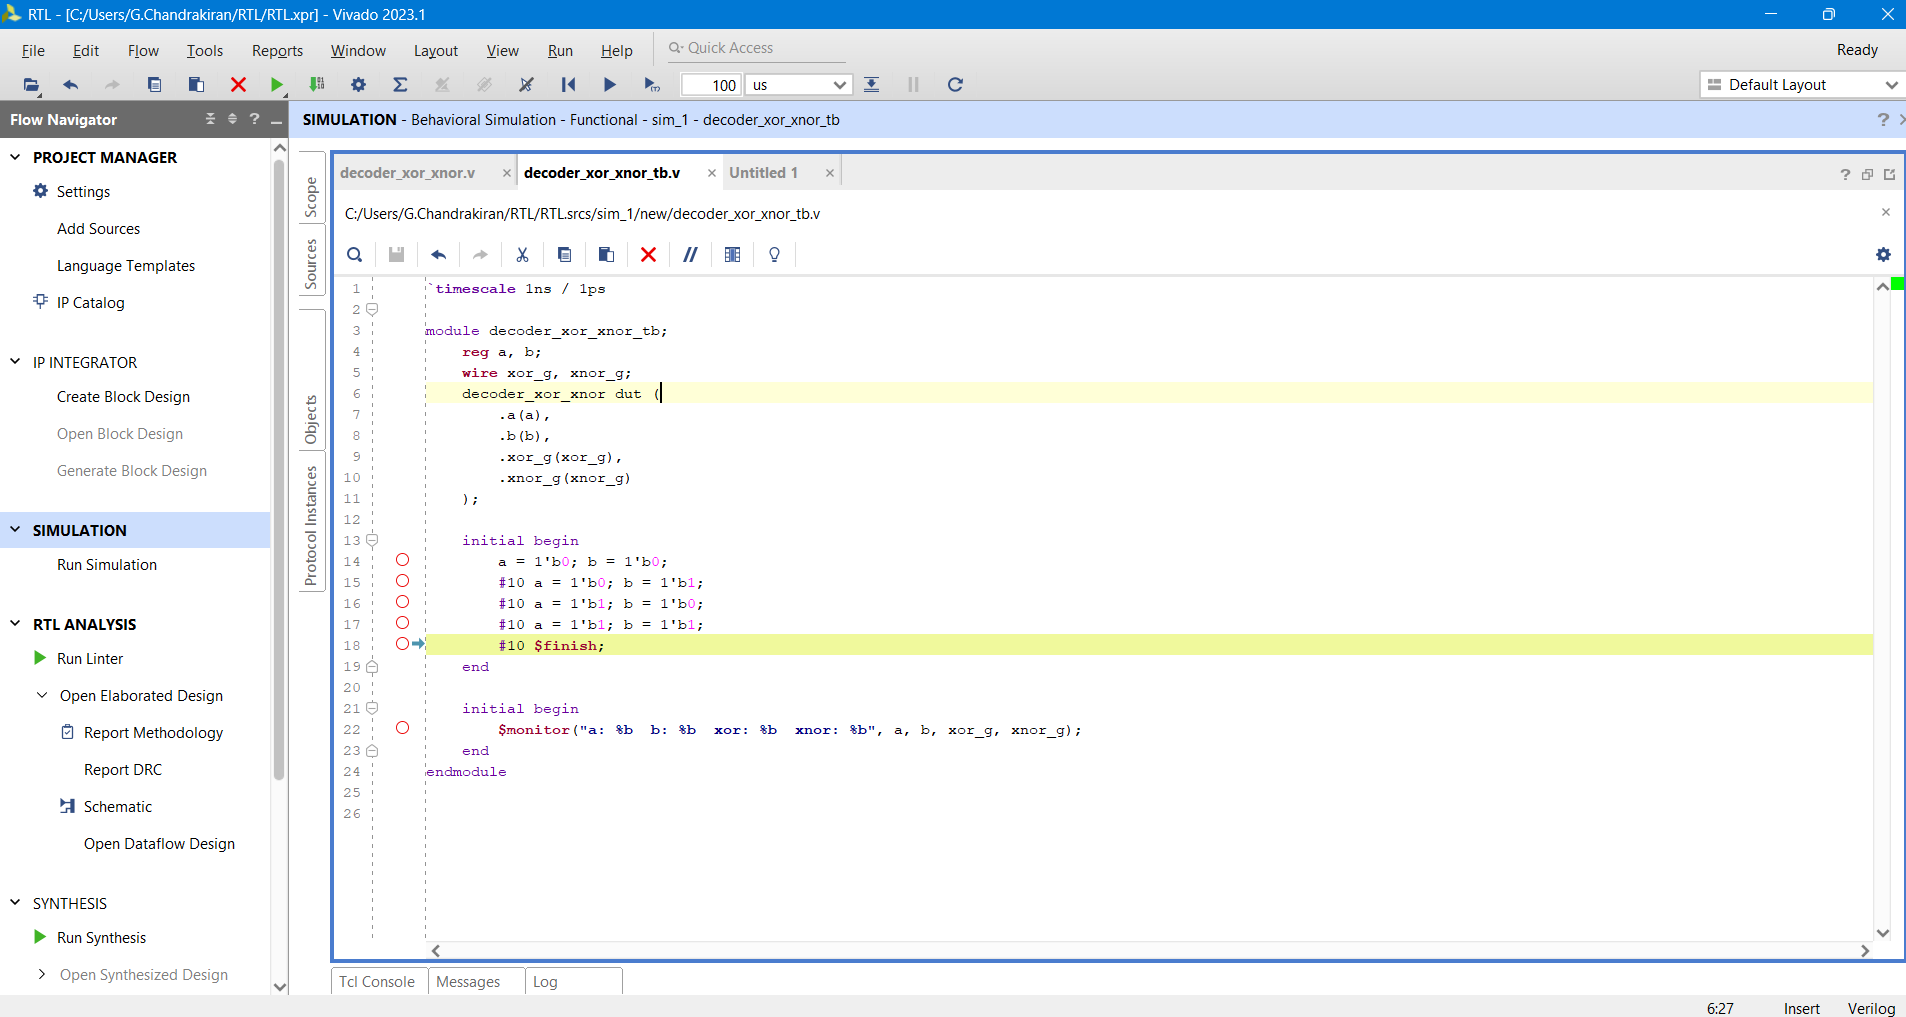 RTL - [C:/Users/G.Chandrakiran/RTL/RTL.xpr] - Vivado 2023.1
File Edit Flow Tools Reports Window Layout View Run Help Quick Access Ready
100 us Default Layout
Flow Navigator
SIMULATION - Behavioral Simulation - Functional - sim_1 - decoder_xor_xnor_tb
PROJECT MANAGER
Settings
Add Sources
Language Templates
IP Catalog
IP INTEGRATOR
Create Block Design
Open Block Design
Generate Block Design
SIMULATION
Run Simulation
RTL ANALYSIS
Run Linter
Open Elaborated Design
Report Methodology
Report DRC
Schematic
Open Dataflow Design
SYNTHESIS
Run Synthesis
Open Synthesized Design
Scope
Sources
Objects
Protocol Instances
decoder_xor_xnor.v decoder_xor_xnor_tb.v Untitled 1
C:/Users/G.Chandrakiran/RTL/RTL.srcs/sim_1/new/decoder_xor_xnor_tb.v
1 `timescale 1ns / 1ps
2
3 module decoder_xor_xnor_tb;
4 reg a, b;
5 wire xor_g, xnor_g;
6 decoder_xor_xnor dut (
7 .a(a),
8 .b(b),
9 .xor_g(xor_g),
10 .xnor_g(xnor_g)
11 );
12
13 initial begin
14 a = 1'b0; b = 1'b0;
15 #10 a = 1'b0; b = 1'b1;
16 #10 a = 1'b1; b = 1'b0;
17 #10 a = 1'b1; b = 1'b1;
18 #10 $finish;
19 end
20
21 initial begin
22 $monitor("a: %b  b: %b  xor: %b  xnor: %b", a, b, xor_g, xnor_g);
23 end
24 endmodule
25
26
Tcl Console Messages Log
6:27 Insert Verilog